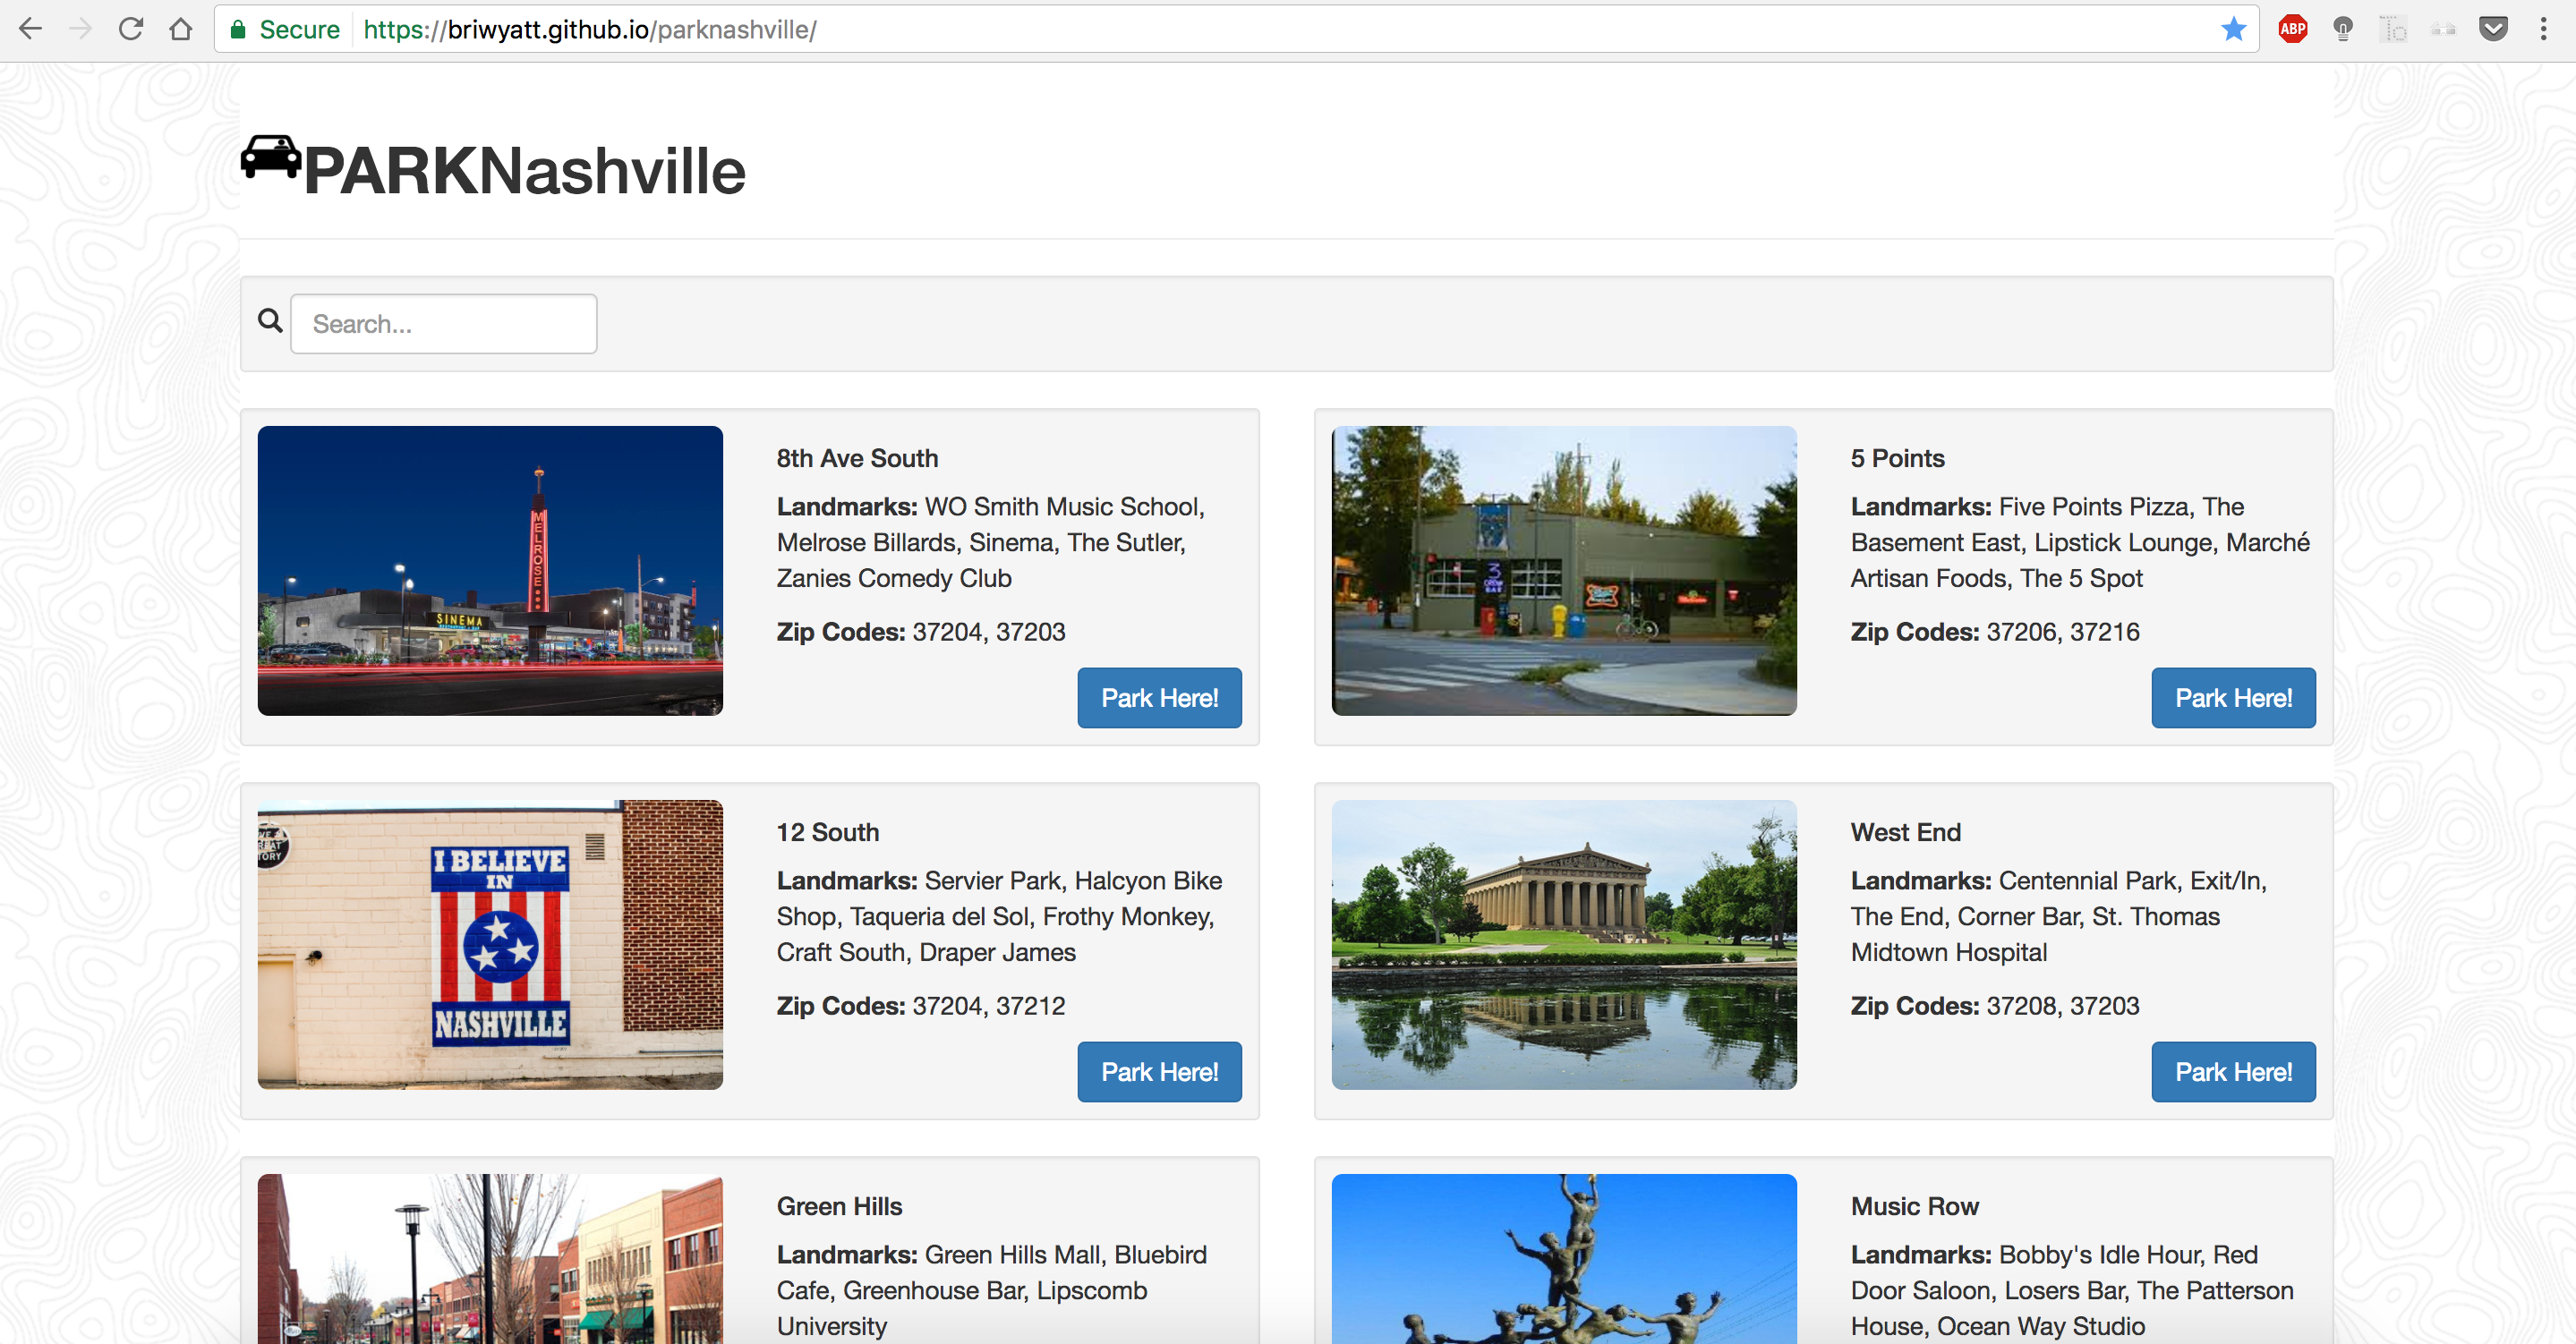 Secure https://briwyatt.github.io/parknashville/
ABP
PARKNashville
Search...
MELROSE
SINEMA
8th Ave South
Landmarks: WO Smith Music School,
Melrose Billards, Sinema, The Sutler,
Zanies Comedy Club
Zip Codes: 37204, 37203
Park Here!
3
CREW
BAR
5 Points
Landmarks: Five Points Pizza, The
Basement East, Lipstick Lounge, Marché
Artisan Foods, The 5 Spot
Zip Codes: 37206, 37216
Park Here!
I BELIEVE
IN
NASHVILLE
12 South
Landmarks: Servier Park, Halcyon Bike
Shop, Taqueria del Sol, Frothy Monkey,
Craft South, Draper James
Zip Codes: 37204, 37212
Park Here!
West End
Landmarks: Centennial Park, Exit/In,
The End, Corner Bar, St. Thomas
Midtown Hospital
Zip Codes: 37208, 37203
Park Here!
Green Hills
Landmarks: Green Hills Mall, Bluebird
Cafe, Greenhouse Bar, Lipscomb
University
Music Row
Landmarks: Bobby's Idle Hour, Red
Door Saloon, Losers Bar, The Patterson
House, Ocean Way Studio